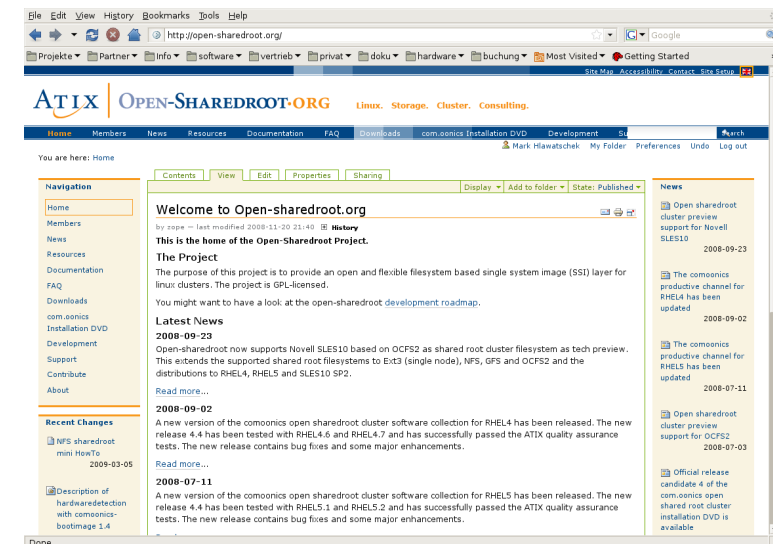 File Edit View History Bookmarks Tools Help
http://open-sharedroot.org/
Google
Projekte Partner Info software vertrieb privat doku hardware buchung Most Visited Getting Started
Site Map Accessibility Contact Site Setup
ATIX OPEN-SHAREDROOT·ORG Linux. Storage. Cluster. Consulting.
Home Members News Resources Documentation FAQ Downloads com.oonics Installation DVD Development Su
Mark Hlawatschek My Folder Preferences Undo Log out
You are here: Home
Contents View Edit Properties Sharing
Display Add to folder State: Published
Navigation
Home
Members
News
Resources
Documentation
FAQ
Downloads
com.oonics
Installation DVD
Development
Support
Contribute
About
Recent Changes
NFS sharedroot
mini HowTo
2009-03-05
Description of
hardwaredetection
with comoonics-
bootimage 1.4
Welcome to Open-sharedroot.org
by zope — last modified 2008-11-20 21:40 History
This is the home of the Open-Sharedroot Project.
The Project
The purpose of this project is to provide an open and flexible filesystem based single system image (SSI) layer for
linux clusters. The project is GPL-licensed.
You might want to have a look at the open-sharedroot development roadmap.
Latest News
2008-09-23
Open-sharedroot now supports Novell SLES10 based on OCFS2 as shared root cluster filesystem as tech preview.
This extends the supported shared root filesystems to Ext3 (single node), NFS, GFS and OCFS2 and the
distributions to RHEL4, RHEL5 and SLES10 SP2.
Read more...
2008-09-02
A new version of the comoonics open sharedroot cluster software collection for RHEL4 has been released. The new
release 4.4 has been tested with RHEL4.6 and RHEL4.7 and has successfully passed the ATIX quality assurance
tests. The new release contains bug fixes and some major enhancements.
Read more...
2008-07-11
A new version of the comoonics open sharedroot cluster software collection for RHEL5 has been released. The new
release 4.4 has been tested with RHEL5.1 and RHEL5.2 and has successfully passed the ATIX quality assurance
tests. The new release contains bug fixes and some major enhancements.
News
Open sharedroot
cluster preview
support for Novell
SLES10
2008-09-23
The comoonics
productive channel for
RHEL4 has been
updated
2008-09-02
The comoonics
productive channel for
RHEL5 has been
updated
2008-07-11
Open sharedroot
cluster preview
support for OCFS2
2008-07-03
Official release
candidate 4 of the
com.oonics open
shared root cluster
installation DVD is
available
Done